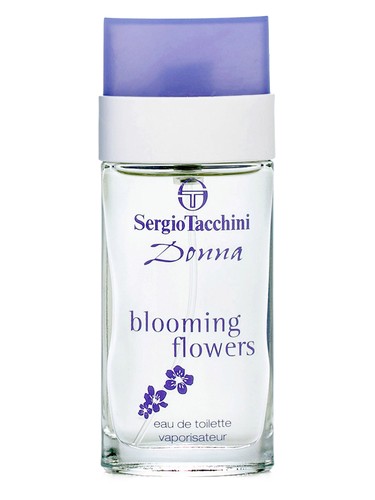 SergioTacchini
Donna
blooming
flowers
eau de toilette
vaporisateur